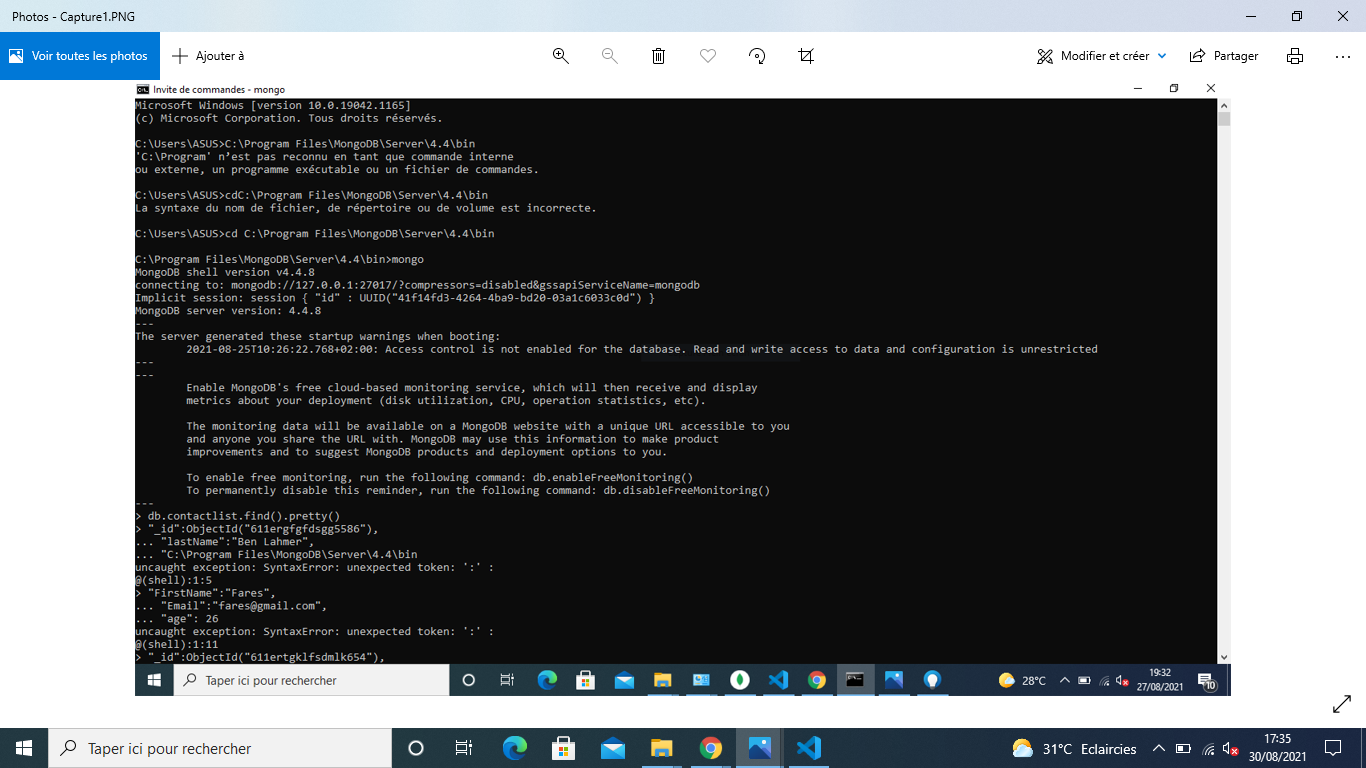 Photos - Capture1.PNG
Voir toutes les photos
Ajouter à
Modifier et créer
Partager
Invite de commandes - mongo
Microsoft Windows [version 10.0.19042.1165]
(c) Microsoft Corporation. Tous droits réservés.
C:\Users\ASUS>C:\Program Files\MongoDB\Server\4.4\bin
'C:\Program' n’est pas reconnu en tant que commande interne
ou externe, un programme exécutable ou un fichier de commandes.
C:\Users\ASUS>cdC:\Program Files\MongoDB\Server\4.4\bin
La syntaxe du nom de fichier, de répertoire ou de volume est incorrecte.
C:\Users\ASUS>cd C:\Program Files\MongoDB\Server\4.4\bin
C:\Program Files\MongoDB\Server\4.4\bin>mongo
MongoDB shell version v4.4.8
connecting to: mongodb://127.0.0.1:27017/?compressors=disabled&gssapiServiceName=mongodb
Implicit session: session { "id" : UUID("41f14fd3-4264-4ba9-bd20-03a1c6033c0d") }
MongoDB server version: 4.4.8
---
The server generated these startup warnings when booting:
2021-08-25T10:26:22.768+02:00: Access control is not enabled for the database. Read and write access to data and configuration is unrestricted
---
---
Enable MongoDB's free cloud-based monitoring service, which will then receive and display
metrics about your deployment (disk utilization, CPU, operation statistics, etc).
The monitoring data will be available on a MongoDB website with a unique URL accessible to you
and anyone you share the URL with. MongoDB may use this information to make product
improvements and to suggest MongoDB products and deployment options to you.
To enable free monitoring, run the following command: db.enableFreeMonitoring()
To permanently disable this reminder, run the following command: db.disableFreeMonitoring()
---
> db.contactlist.find().pretty()
> "_id":ObjectId("611ergfgfdsgg5586"),
... "lastName":"Ben Lahmer",
... "C:\Program Files\MongoDB\Server\4.4\bin
uncaught exception: SyntaxError: unexpected token: ':' :
@(shell):1:5
> "FirstName":"Fares",
... "Email":"fares@gmail.com",
... "age": 26
uncaught exception: SyntaxError: unexpected token: ':' :
@(shell):1:11
> "_id":ObjectId("611ertgklfsdmlk654"),
Taper ici pour rechercher
28°C
19:32
27/08/2021
10
Taper ici pour rechercher
31°C Eclaircies
17:35
30/08/2021